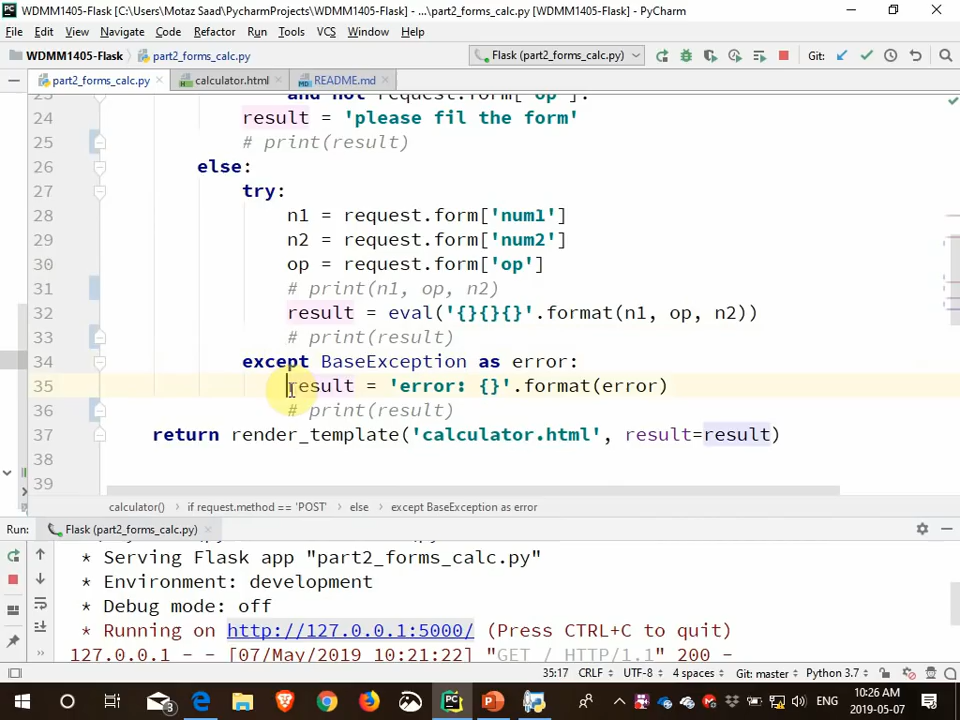 WDMM1405-Flask [C:\Users\Motaz Saad\PycharmProjects\WDMM1405-Flask] - ...\part2_forms_calc.py [WDMM1405-Flask] - PyCharm
File Edit View Navigate Code Refactor Run Tools VCS Window Help
WDMM1405-Flask part2_forms_calc.py Flask (part2_forms_calc.py) Git:
part2_forms_calc.py calculator.html README.md
and not request.form['op']:
24 result = 'please fil the form'
25 # print(result)
26 else:
27 try:
28 n1 = request.form['num1']
29 n2 = request.form['num2']
30 op = request.form['op']
31 # print(n1, op, n2)
32 result = eval('{}{}{}'.format(n1, op, n2))
33 # print(result)
34 except BaseException as error:
35 result = 'error: {}'.format(error)
36 # print(result)
37 return render_template('calculator.html', result=result)
38
39
calculator() if request.method == 'POST' else except BaseException as error
Run: Flask (part2_forms_calc.py)
* Serving Flask app "part2_forms_calc.py"
* Environment: development
* Debug mode: off
* Running on http://127.0.0.1:5000/ (Press CTRL+C to quit)
127.0.0.1 - - [07/May/2019 10:21:22] "GET / HTTP/1.1" 200 -
35:17 CRLF UTF-8 4 spaces Git: master Python 3.7
3 ENG 10:26 AM
2019-05-07